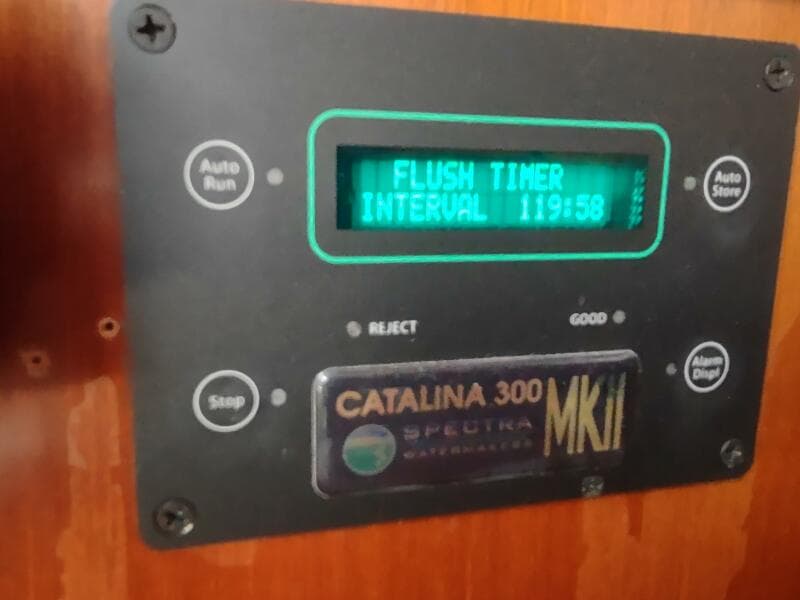 Auto
Run
FLUSH TIMER
INTERVAL 119:58
Auto
Store
REJECT
GOOD
Stop
CATALINA 300
MKII
SPECTRA
WATERMAKERS
Alarm
Displ